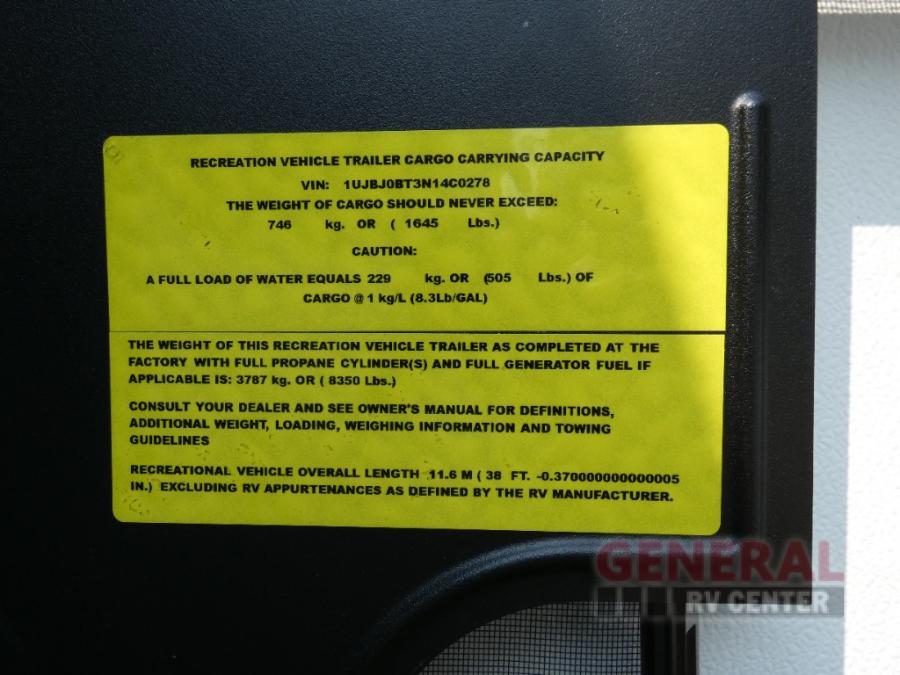 RECREATION VEHICLE TRAILER CARGO CARRYING CAPACITY
VIN: 1UJBJ0BT3N14C0278
THE WEIGHT OF CARGO SHOULD NEVER EXCEED:
746 kg. OR ( 1645 Lbs.)
CAUTION:
A FULL LOAD OF WATER EQUALS 229 kg. OR (505 Lbs.) OF
CARGO @ 1 kg/L (8.3Lb/GAL)
THE WEIGHT OF THIS RECREATION VEHICLE TRAILER AS COMPLETED AT THE
FACTORY WITH FULL PROPANE CYLINDER(S) AND FULL GENERATOR FUEL IF
APPLICABLE IS: 3787 kg. OR ( 8350 Lbs.)
CONSULT YOUR DEALER AND SEE OWNER'S MANUAL FOR DEFINITIONS,
ADDITIONAL WEIGHT, LOADING, WEIGHING INFORMATION AND TOWING
GUIDELINES
RECREATIONAL VEHICLE OVERALL LENGTH 11.6 M ( 38 FT. -0.370000000000005
IN.) EXCLUDING RV APPURTENANCES AS DEFINED BY THE RV MANUFACTURER.
GENERAL
RV CENTER